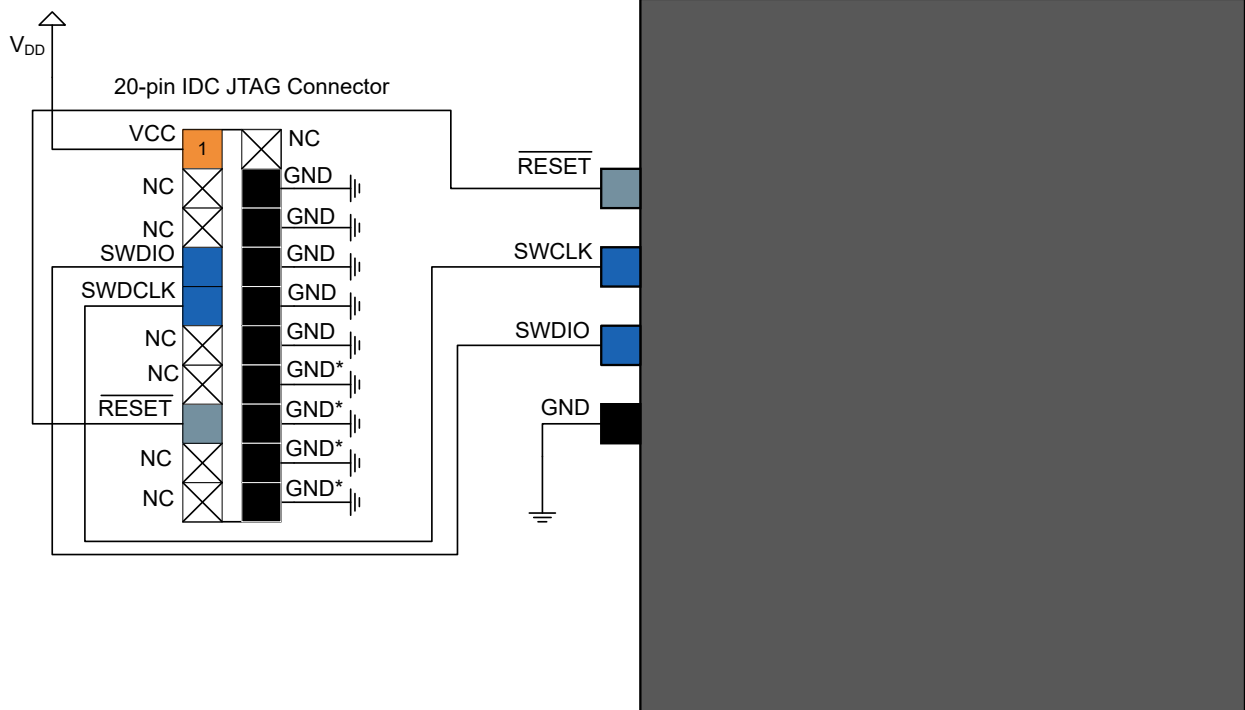 VDD
20-pin IDC JTAG Connector
VCC
1
NC
NC
GND
NC
GND
SWDIO
GND
SWDCLK
GND
NC
GND
NC
GND*
RESET
GND*
NC
GND*
NC
GND*
RESET
SWCLK
SWDIO
GND